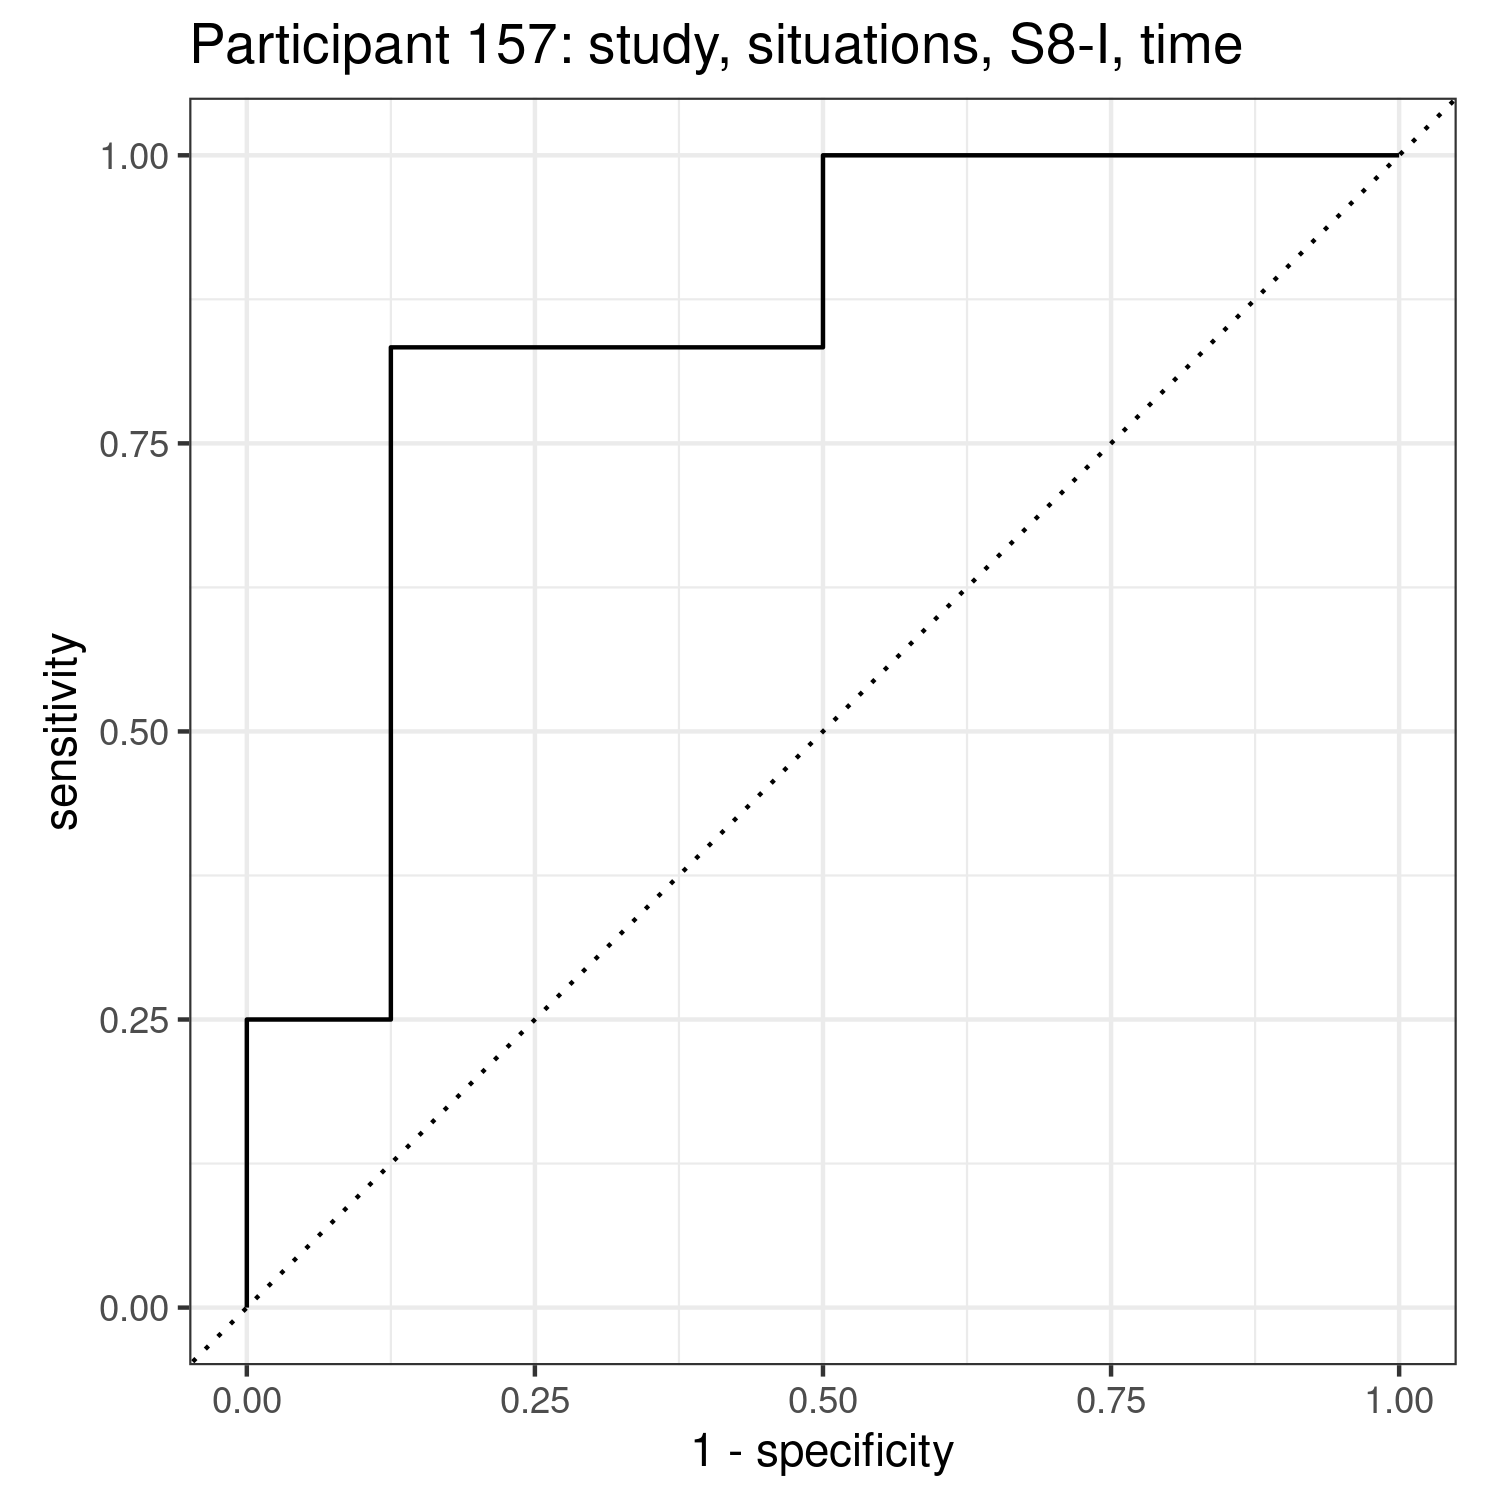 Participant 157: study, situations, S8-I, time
1.00
0.75
0.50
0.25
0.00
sensitivity
0.00 0.25 0.50 0.75 1.00
1 - specificity